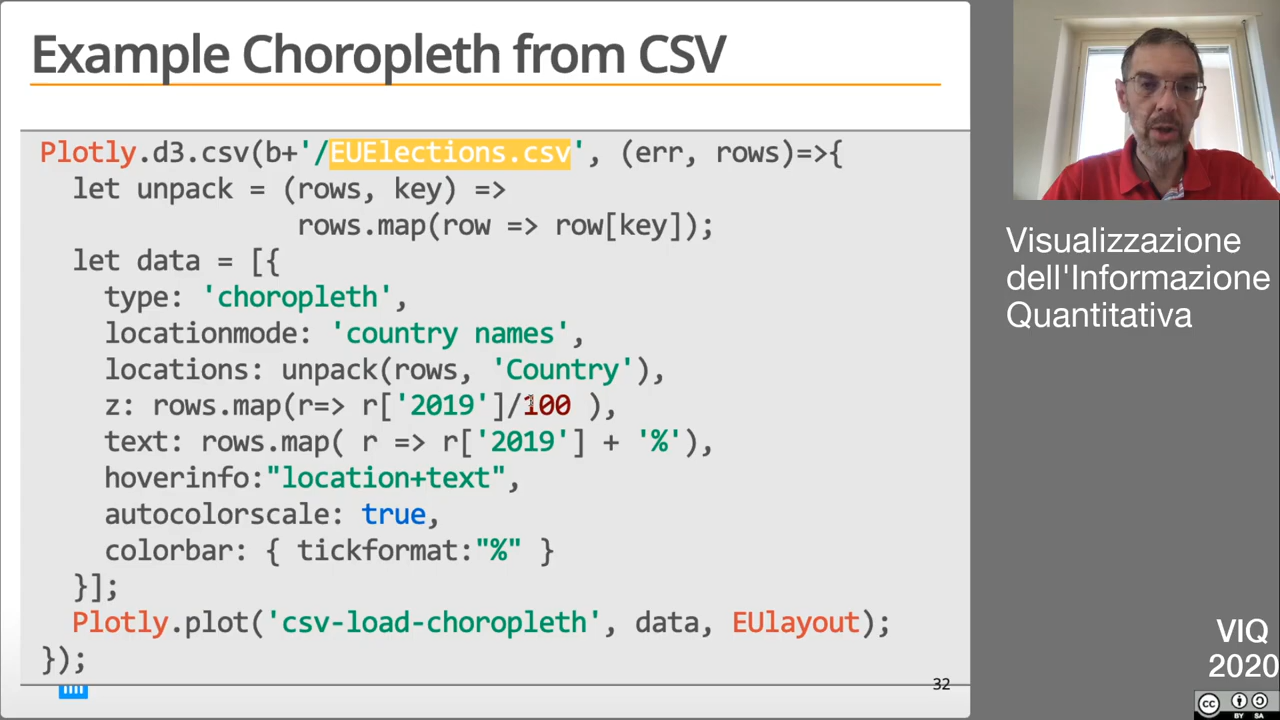 Example Choropleth from CSV
Plotly.d3.csv(b+'/EUElections.csv', (err, rows)=>{
let unpack = (rows, key) =>
rows.map(row => row[key]);
let data = [{
type: 'choropleth',
locationmode: 'country names',
locations: unpack(rows, 'Country'),
z: rows.map(r=> r['2019']/100 ),
text: rows.map( r => r['2019'] + '%'),
hoverinfo:"location+text",
autocolorscale: true,
colorbar: { tickformat:"%" }
}];
Plotly.plot('csv-load-choropleth', data, EUlayout);
});
32
Visualizzazione
dell'Informazione
Quantitativa
VIQ
2020
cc
BY SA